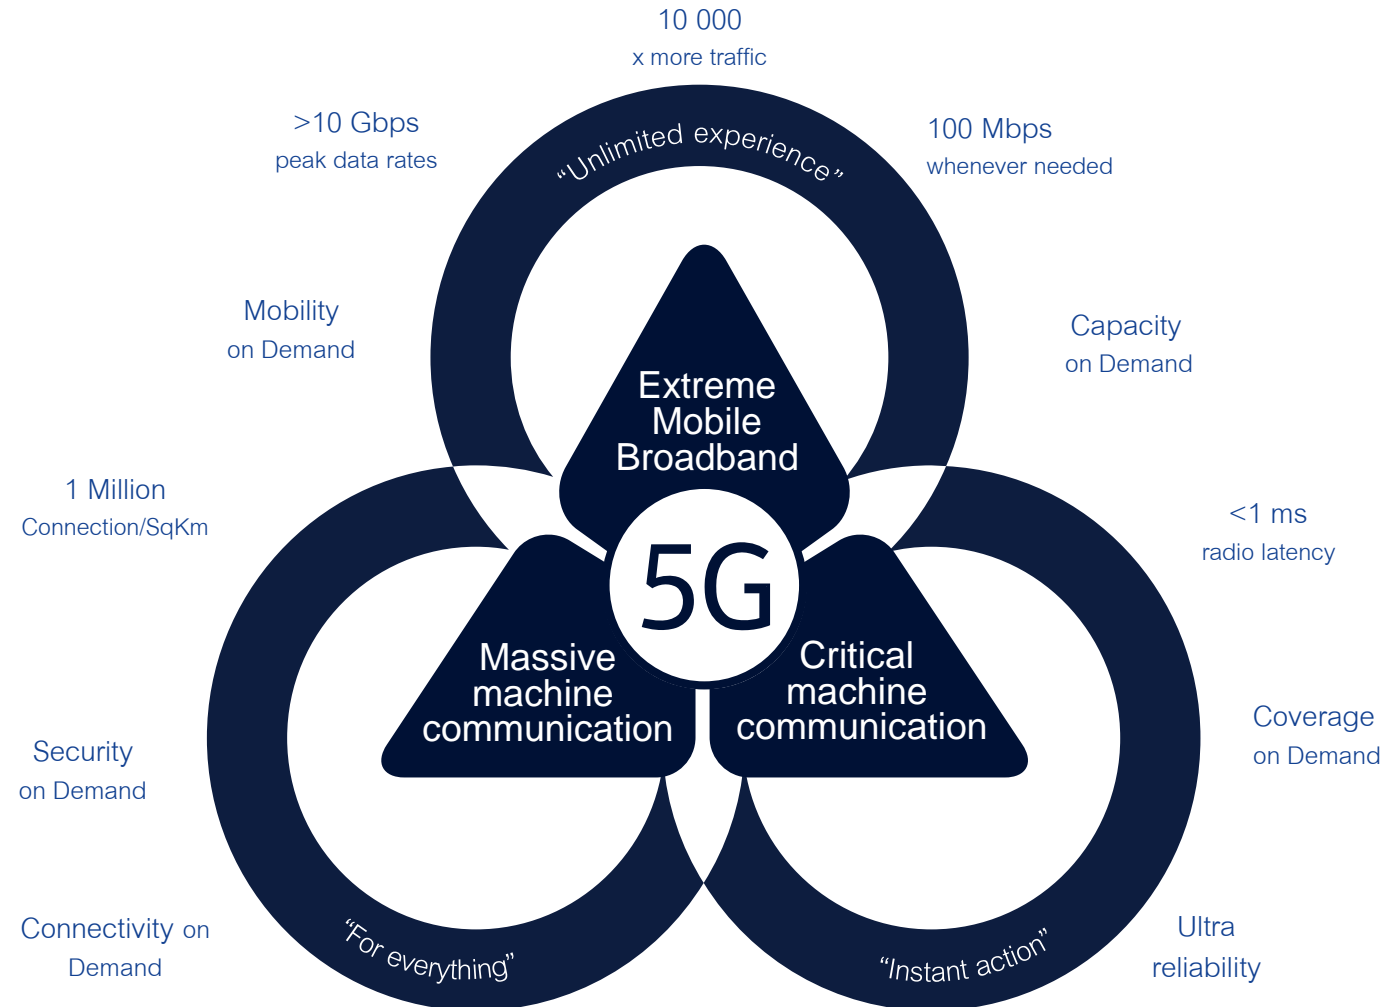 10 000
x more traffic
>10 Gbps
peak data rates
100 Mbps
whenever needed
“Unlimited experience”
Mobility
on Demand
Capacity
on Demand
Extreme
Mobile
Broadband
1 Million
Connection/SqKm
<1 ms
radio latency
5G
Massive
machine
communication
Critical
machine
communication
Security
on Demand
Coverage
on Demand
Connectivity on
Demand
“For everything”
“Instant action”
Ultra
reliability